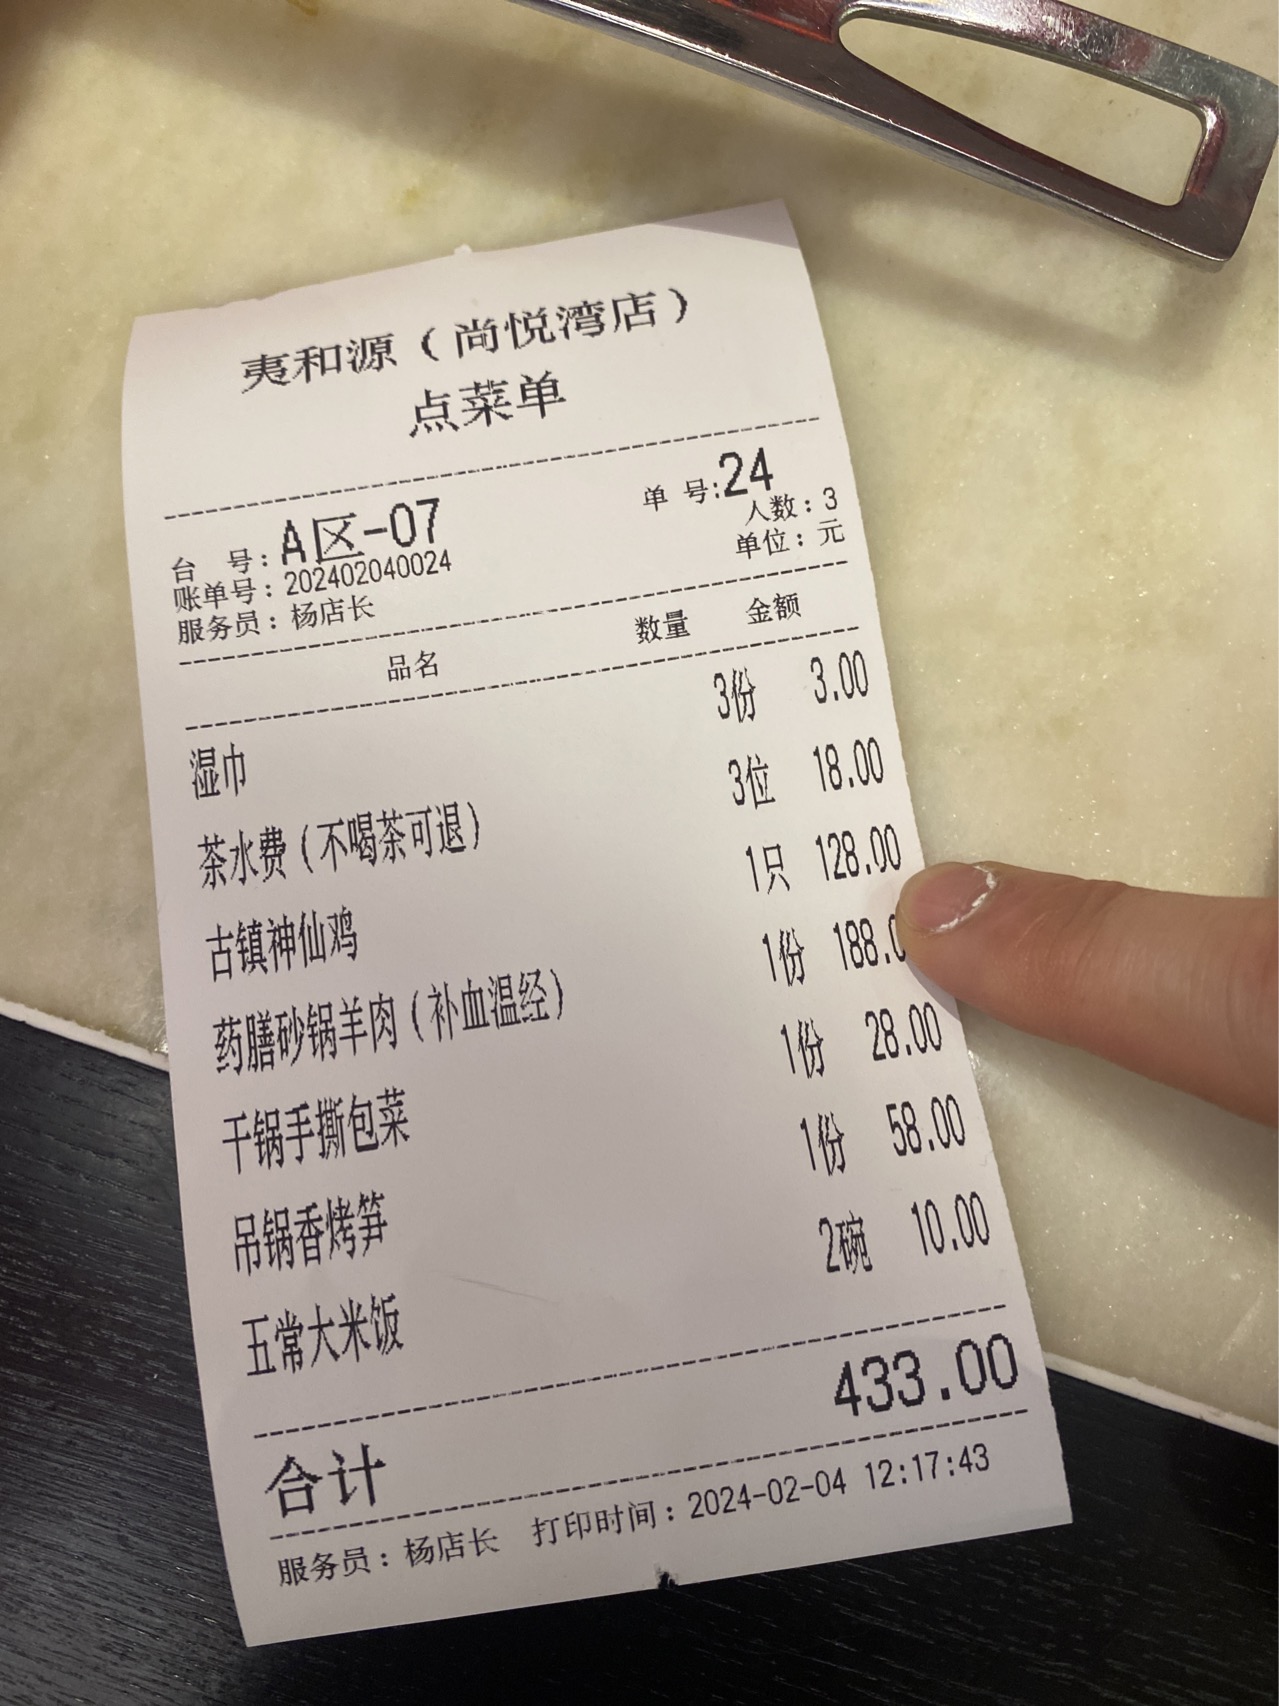 夷和源（尚悦湾店）
点菜单
台 号：A区-07 单 号:24
账单号：202402040024 人数：3
服务员：杨店长 单位：元
品名 数量 金额
湿巾 3份 3.00
茶水费（不喝茶可退） 3位 18.00
古镇神仙鸡 1只 128.00
药膳砂锅羊肉（补血温经） 1份 188.0
干锅手撕包菜 1份 28.00
吊锅香烤笋 1份 58.00
五常大米饭 2碗 10.00
合计 433.00
服务员：杨店长 打印时间：2024-02-04 12:17:43